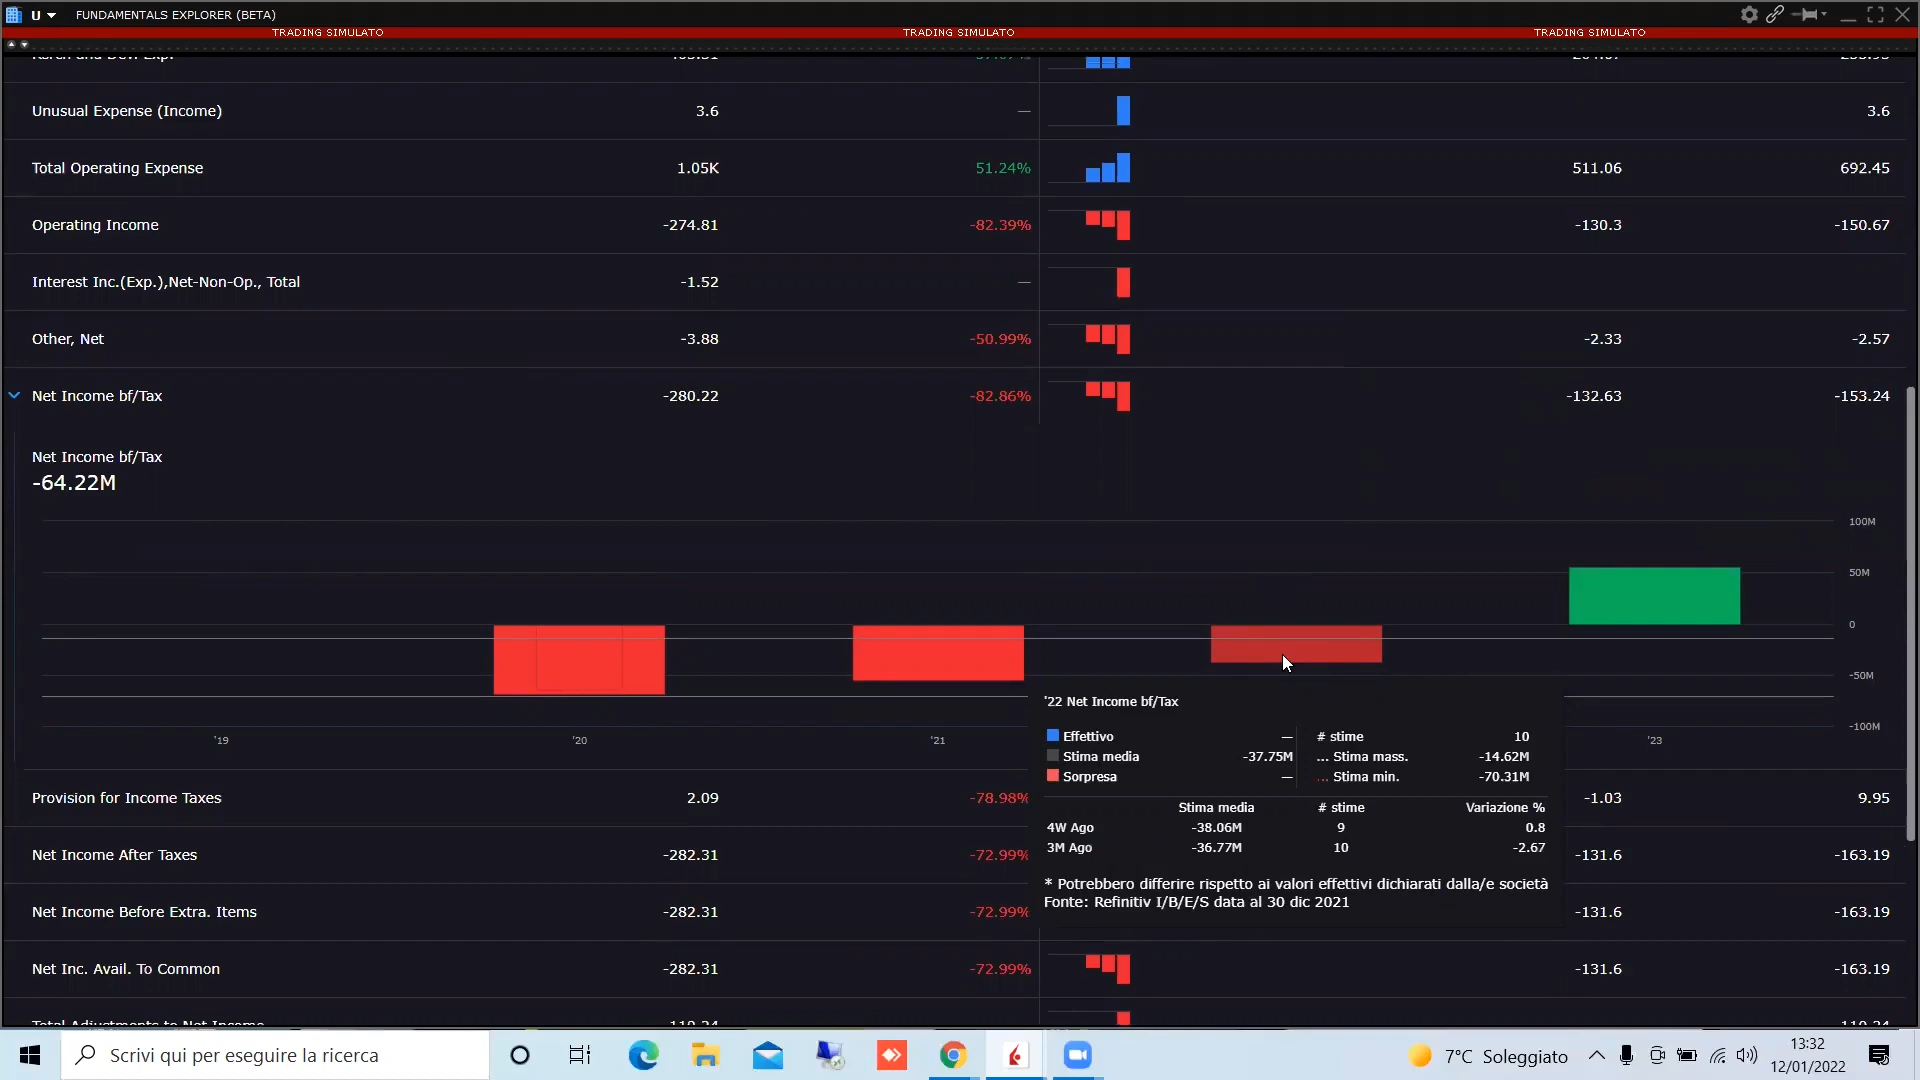 U FUNDAMENTALS EXPLORER (BETA)
TRADING SIMULATO TRADING SIMULATO TRADING SIMULATO
Unusual Expense (Income) 3.6 — 3.6
Total Operating Expense 1.05K 51.24% 511.06 692.45
Operating Income -274.81 -82.39% -130.3 -150.67
Interest Inc.(Exp.),Net-Non-Op., Total -1.52 —
Other, Net -3.88 -50.99% -2.33 -2.57
Net Income bf/Tax -280.22 -82.86% -132.63 -153.24
Net Income bf/Tax
-64.22M
100M
50M
0
-50M
-100M
'19 '20 '21 '23
'22 Net Income bf/Tax
Effettivo — # stime 10
Stima media -37.75M ... Stima mass. -14.62M
Sorpresa — ... Stima min. -70.31M
Stima media # stime Variazione %
4W Ago -38.06M 9 0.8
3M Ago -36.77M 10 -2.67
* Potrebbero differire rispetto ai valori effettivi dichiarati dalla/e società
Fonte: Refinitiv I/B/E/S data al 30 dic 2021
Provision for Income Taxes 2.09 -78.98% -1.03 9.95
Net Income After Taxes -282.31 -72.99% -131.6 -163.19
Net Income Before Extra. Items -282.31 -72.99% -131.6 -163.19
Net Inc. Avail. To Common -282.31 -72.99% -131.6 -163.19
Total Adjustments to Net Income
Scrivi qui per eseguire la ricerca
7°C Soleggiato
13:32
12/01/2022